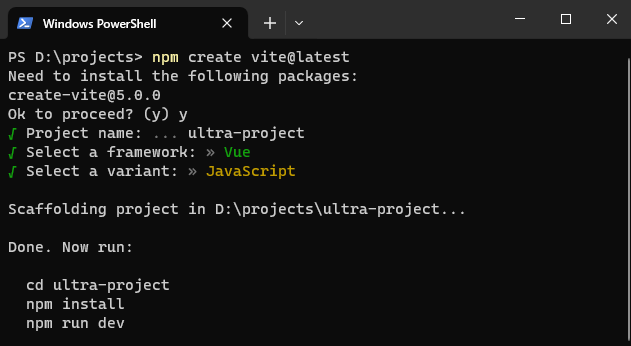 Windows PowerShell
PS D:\projects> npm create vite@latest
Need to install the following packages:
create-vite@5.0.0
Ok to proceed? (y) y
√ Project name: ... ultra-project
√ Select a framework: » Vue
√ Select a variant: » JavaScript
Scaffolding project in D:\projects\ultra-project...
Done. Now run:
cd ultra-project
npm install
npm run dev